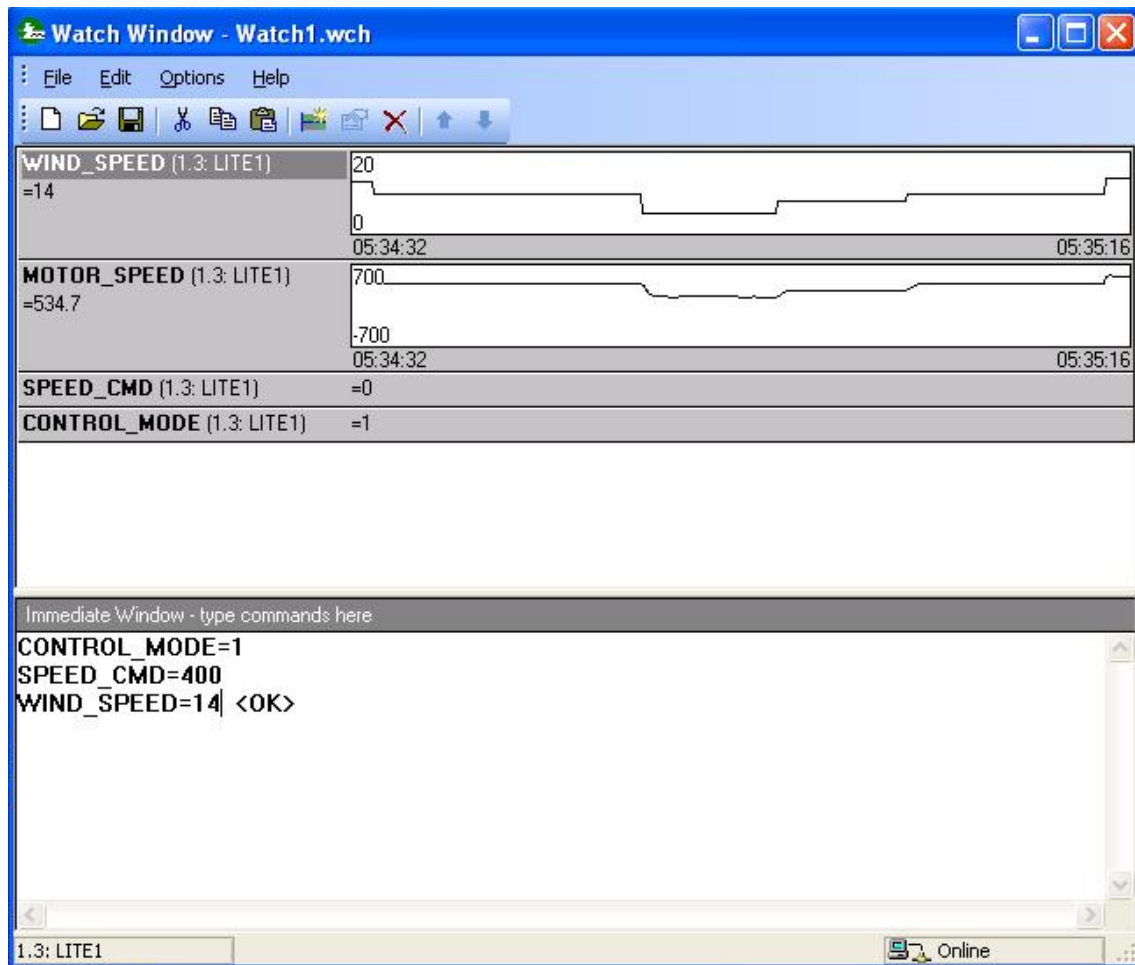 Watch Window - Watch1.wch
File Edit Options Help
WIND_SPEED (1.3: LITE1)
=14
20
0
05:34:32 05:35:16
MOTOR_SPEED (1.3: LITE1)
=534.7
700
-700
05:34:32 05:35:16
SPEED_CMD (1.3: LITE1) =0
CONTROL_MODE (1.3: LITE1) =1
Immediate Window - type commands here
CONTROL_MODE=1
SPEED_CMD=400
WIND_SPEED=14 <OK>
1.3: LITE1 Online